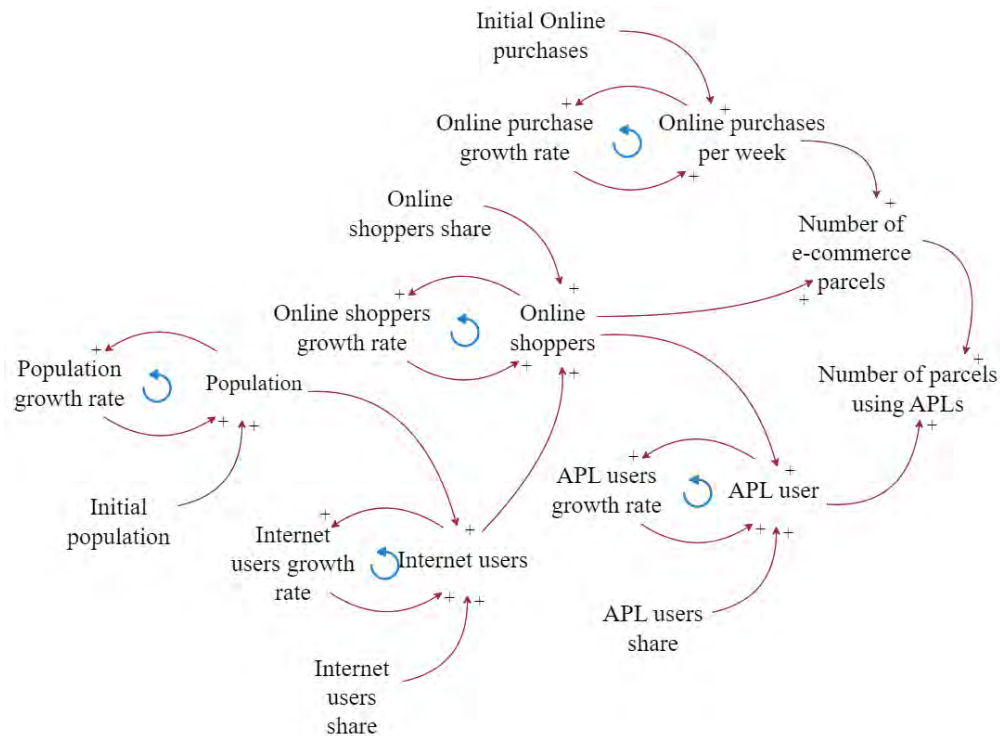 Initial Online
purchases
Online purchase
growth rate
Online purchases
per week
Online
shoppers share
Number of
e-commerce
parcels
Online shoppers
growth rate
Online
shoppers
Population
growth rate
Population
Number of parcels
using APLs
APL users
growth rate
APL user
Initial
population
Internet
users growth
rate
Internet users
APL users
share
Internet
users
share